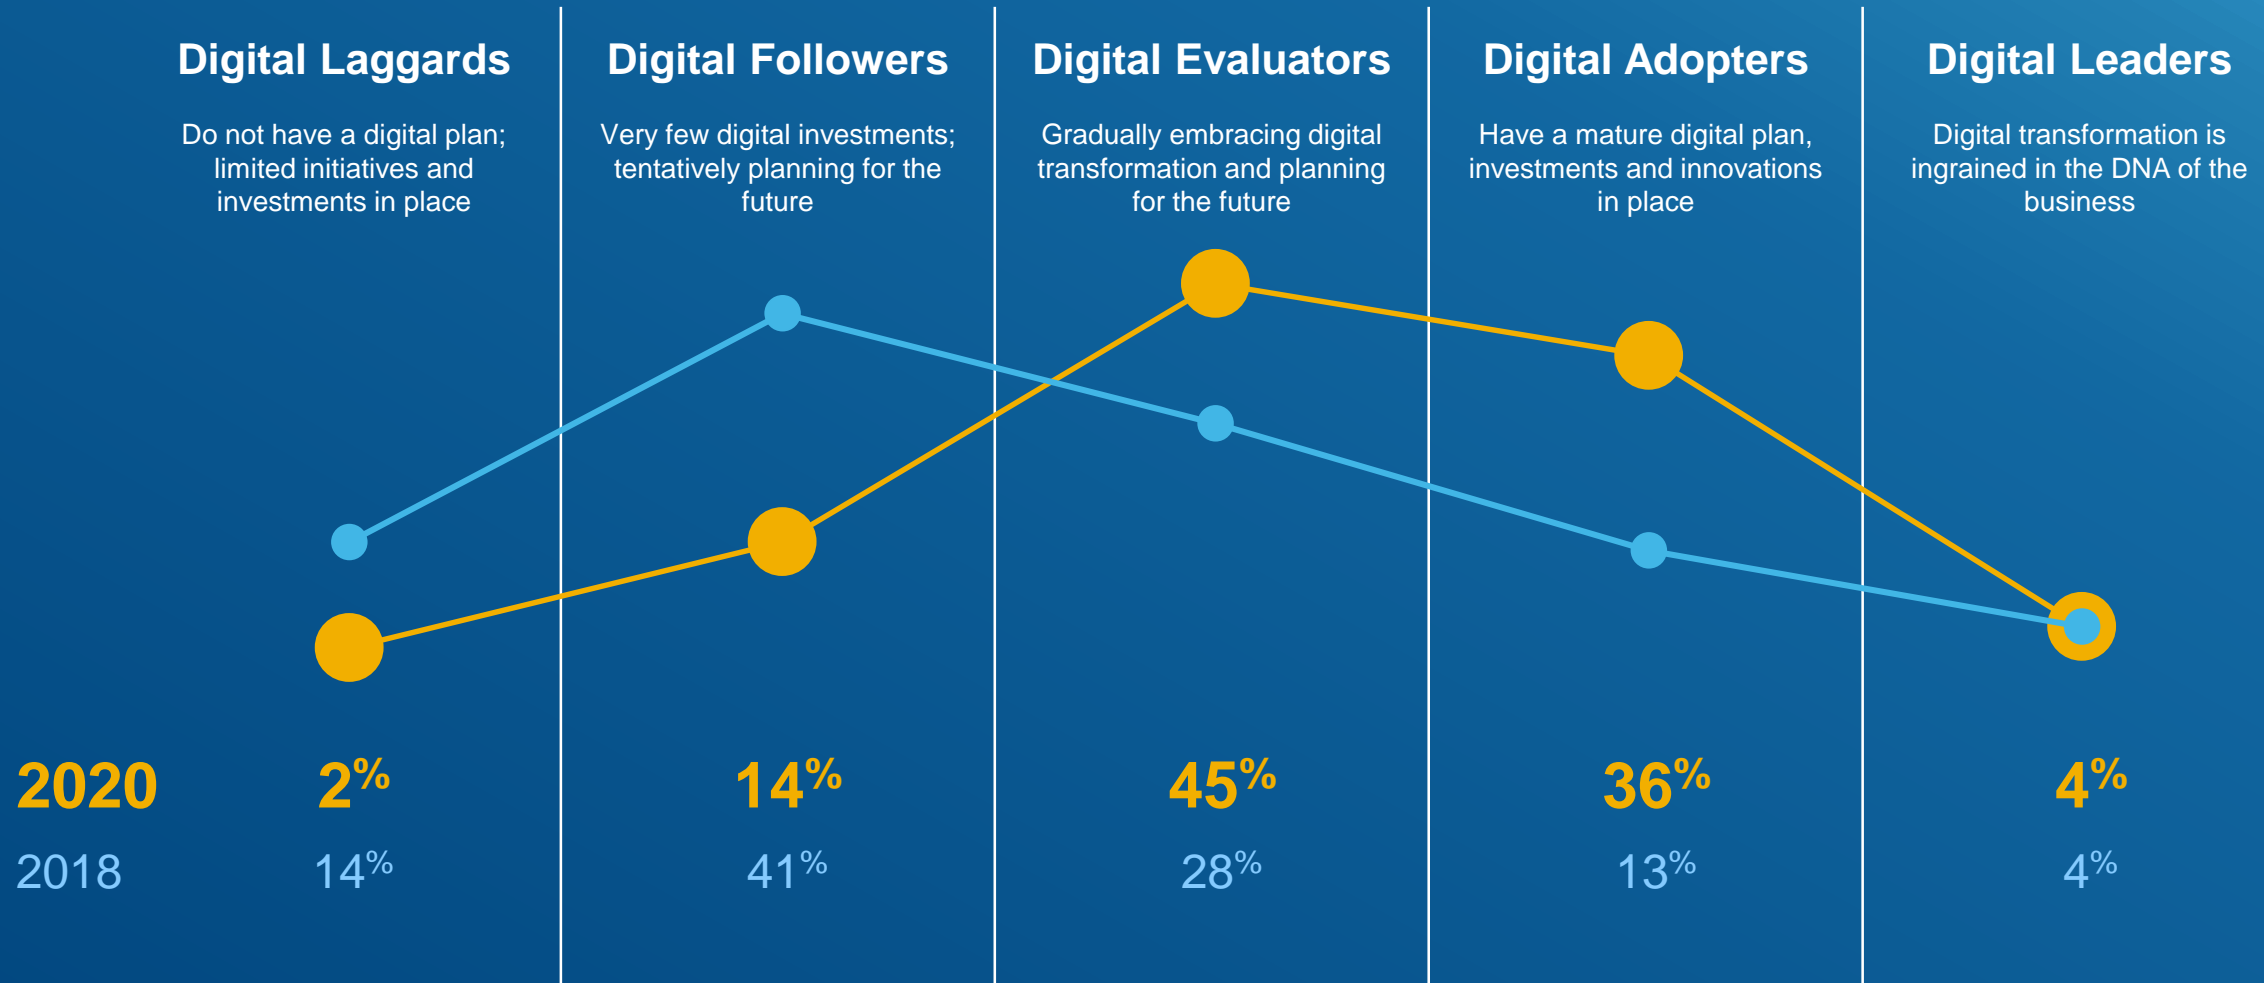 Digital Laggards
Do not have a digital plan;
limited initiatives and
investments in place
Digital Followers
Very few digital investments;
tentatively planning for the
future
Digital Evaluators
Gradually embracing digital
transformation and planning
for the future
Digital Adopters
Have a mature digital plan,
investments and innovations
in place
Digital Leaders
Digital transformation is
ingrained in the DNA of the
business
2020 2% 14% 45% 36% 4%
2018 14% 41% 28% 13% 4%